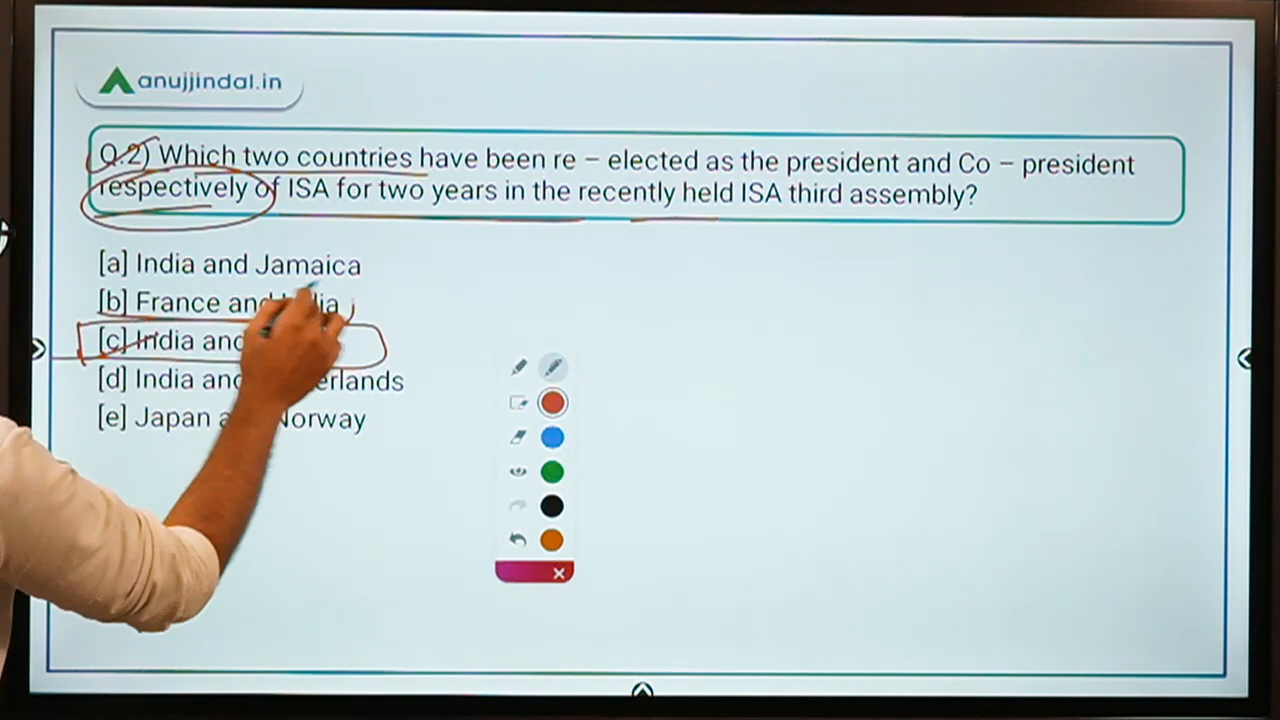 anujjindal.in
Q.2) Which two countries have been re – elected as the president and Co – president
respectively of ISA for two years in the recently held ISA third assembly?
[a] India and Jamaica
[b] France and India
[c] India and
[d] India and Netherlands
[e] Japan and Norway